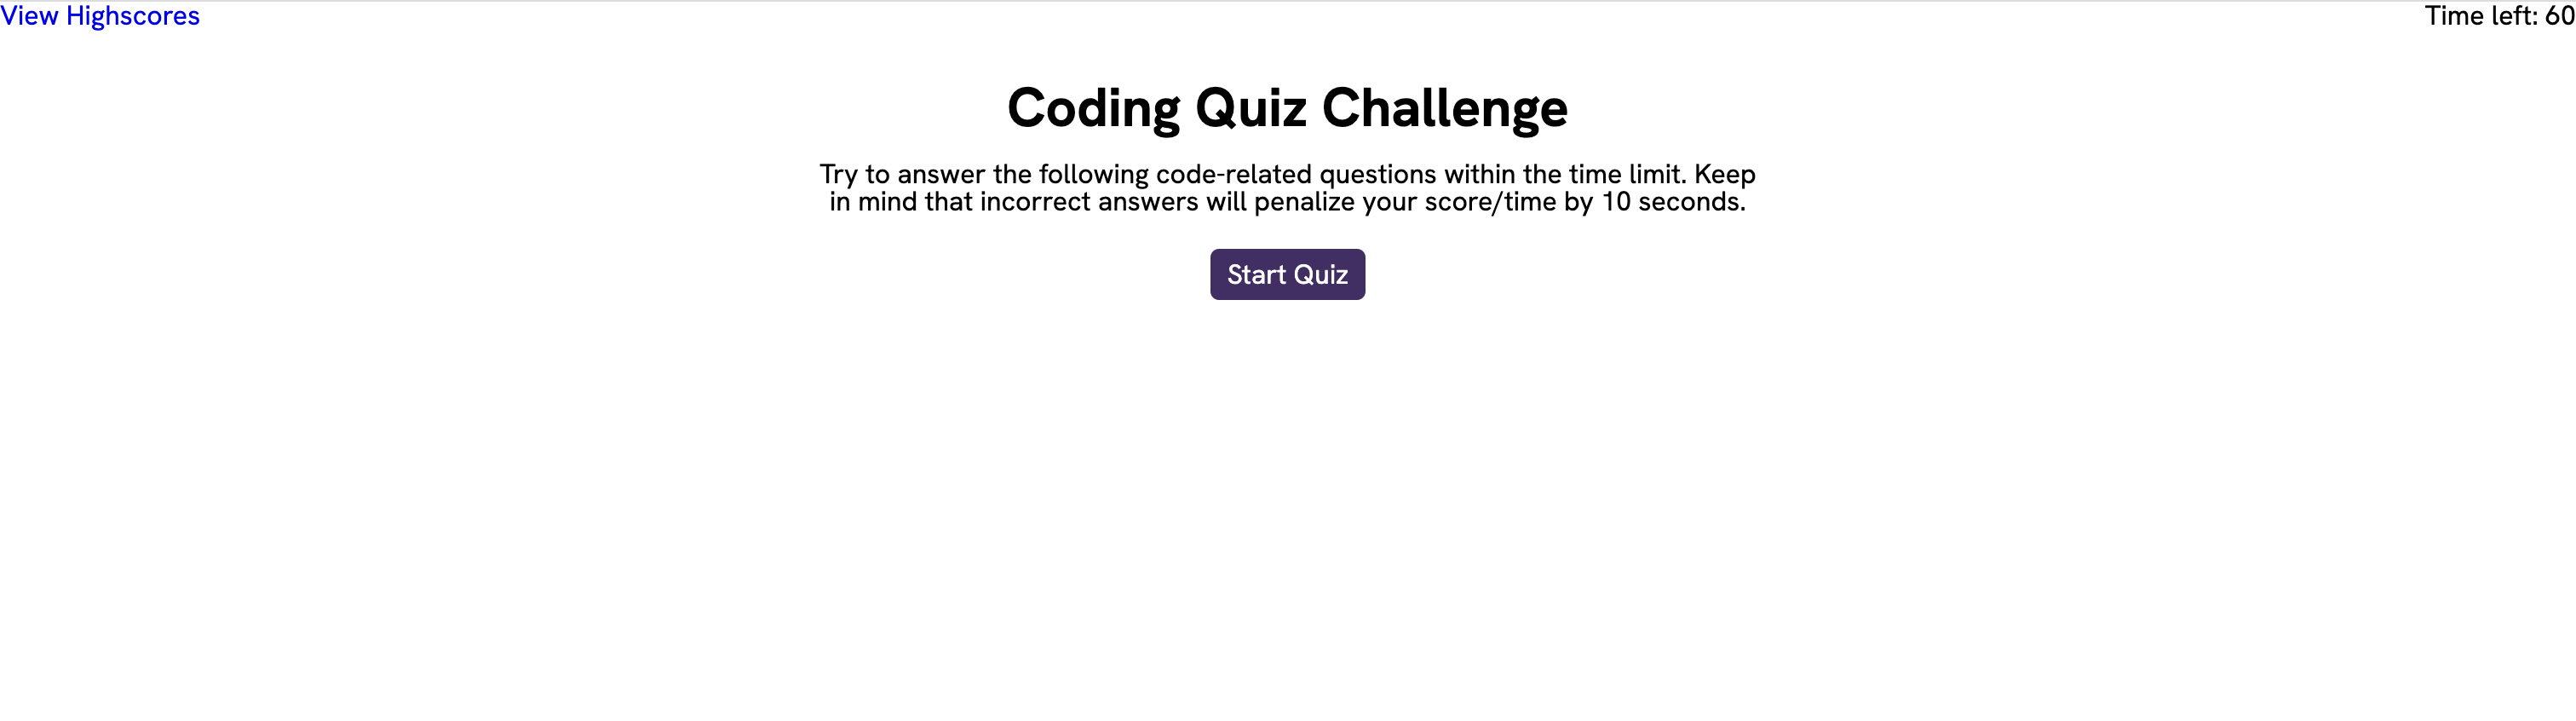 View Highscores
Time left: 60
Coding Quiz Challenge
Try to answer the following code-related questions within the time limit. Keep
in mind that incorrect answers will penalize your score/time by 10 seconds.
Start Quiz